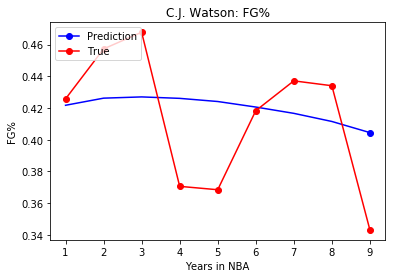 C.J. Watson: FG%
Prediction
True
0.46
0.44
0.42
0.40
0.38
0.36
0.34
FG%
1 2 3 4 5 6 7 8 9
Years in NBA